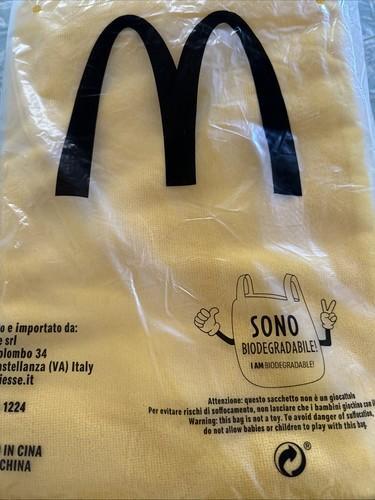 SONO
BIODEGRADABILE!
I AM BIODEGRADABLE!
o e importato da:
e srl
olombo 34
astellanza (VA) Italy
iesse.it
1224
IN CINA
CHINA
Attenzione: questo sacchetto non è un giocattolo
Per evitare rischi di soffocamento, non lasciare che i bambini giochino con
Warning: this bag is not a toy. To avoid danger of suffocation,
do not allow babies or children to play with this bag.
®